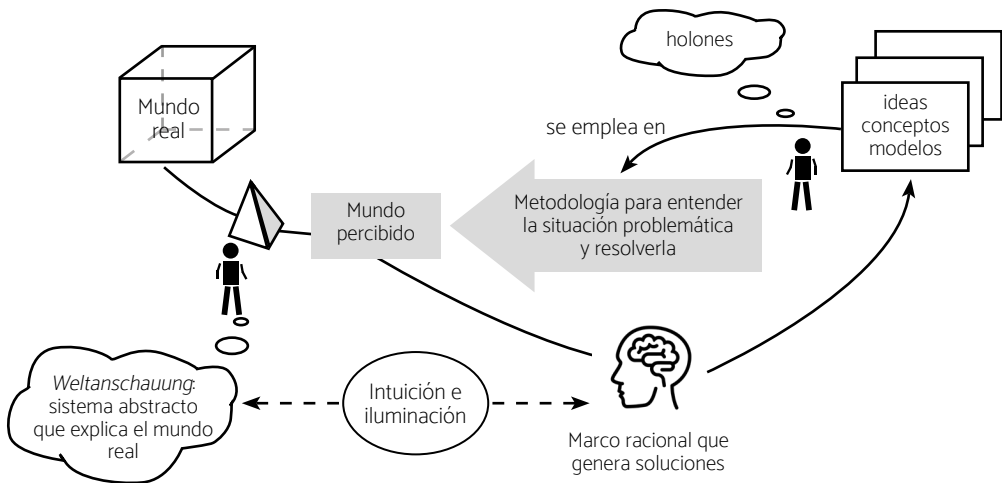 holones
Mundo
real
ideas
conceptos
modelos
se emplea en
Mundo
percibido
Metodología para entender
la situación problemática
y resolverla
Weltanschauung:
sistema abstracto
que explica el mundo
real
Intuición e
iluminación
Marco racional que
genera soluciones